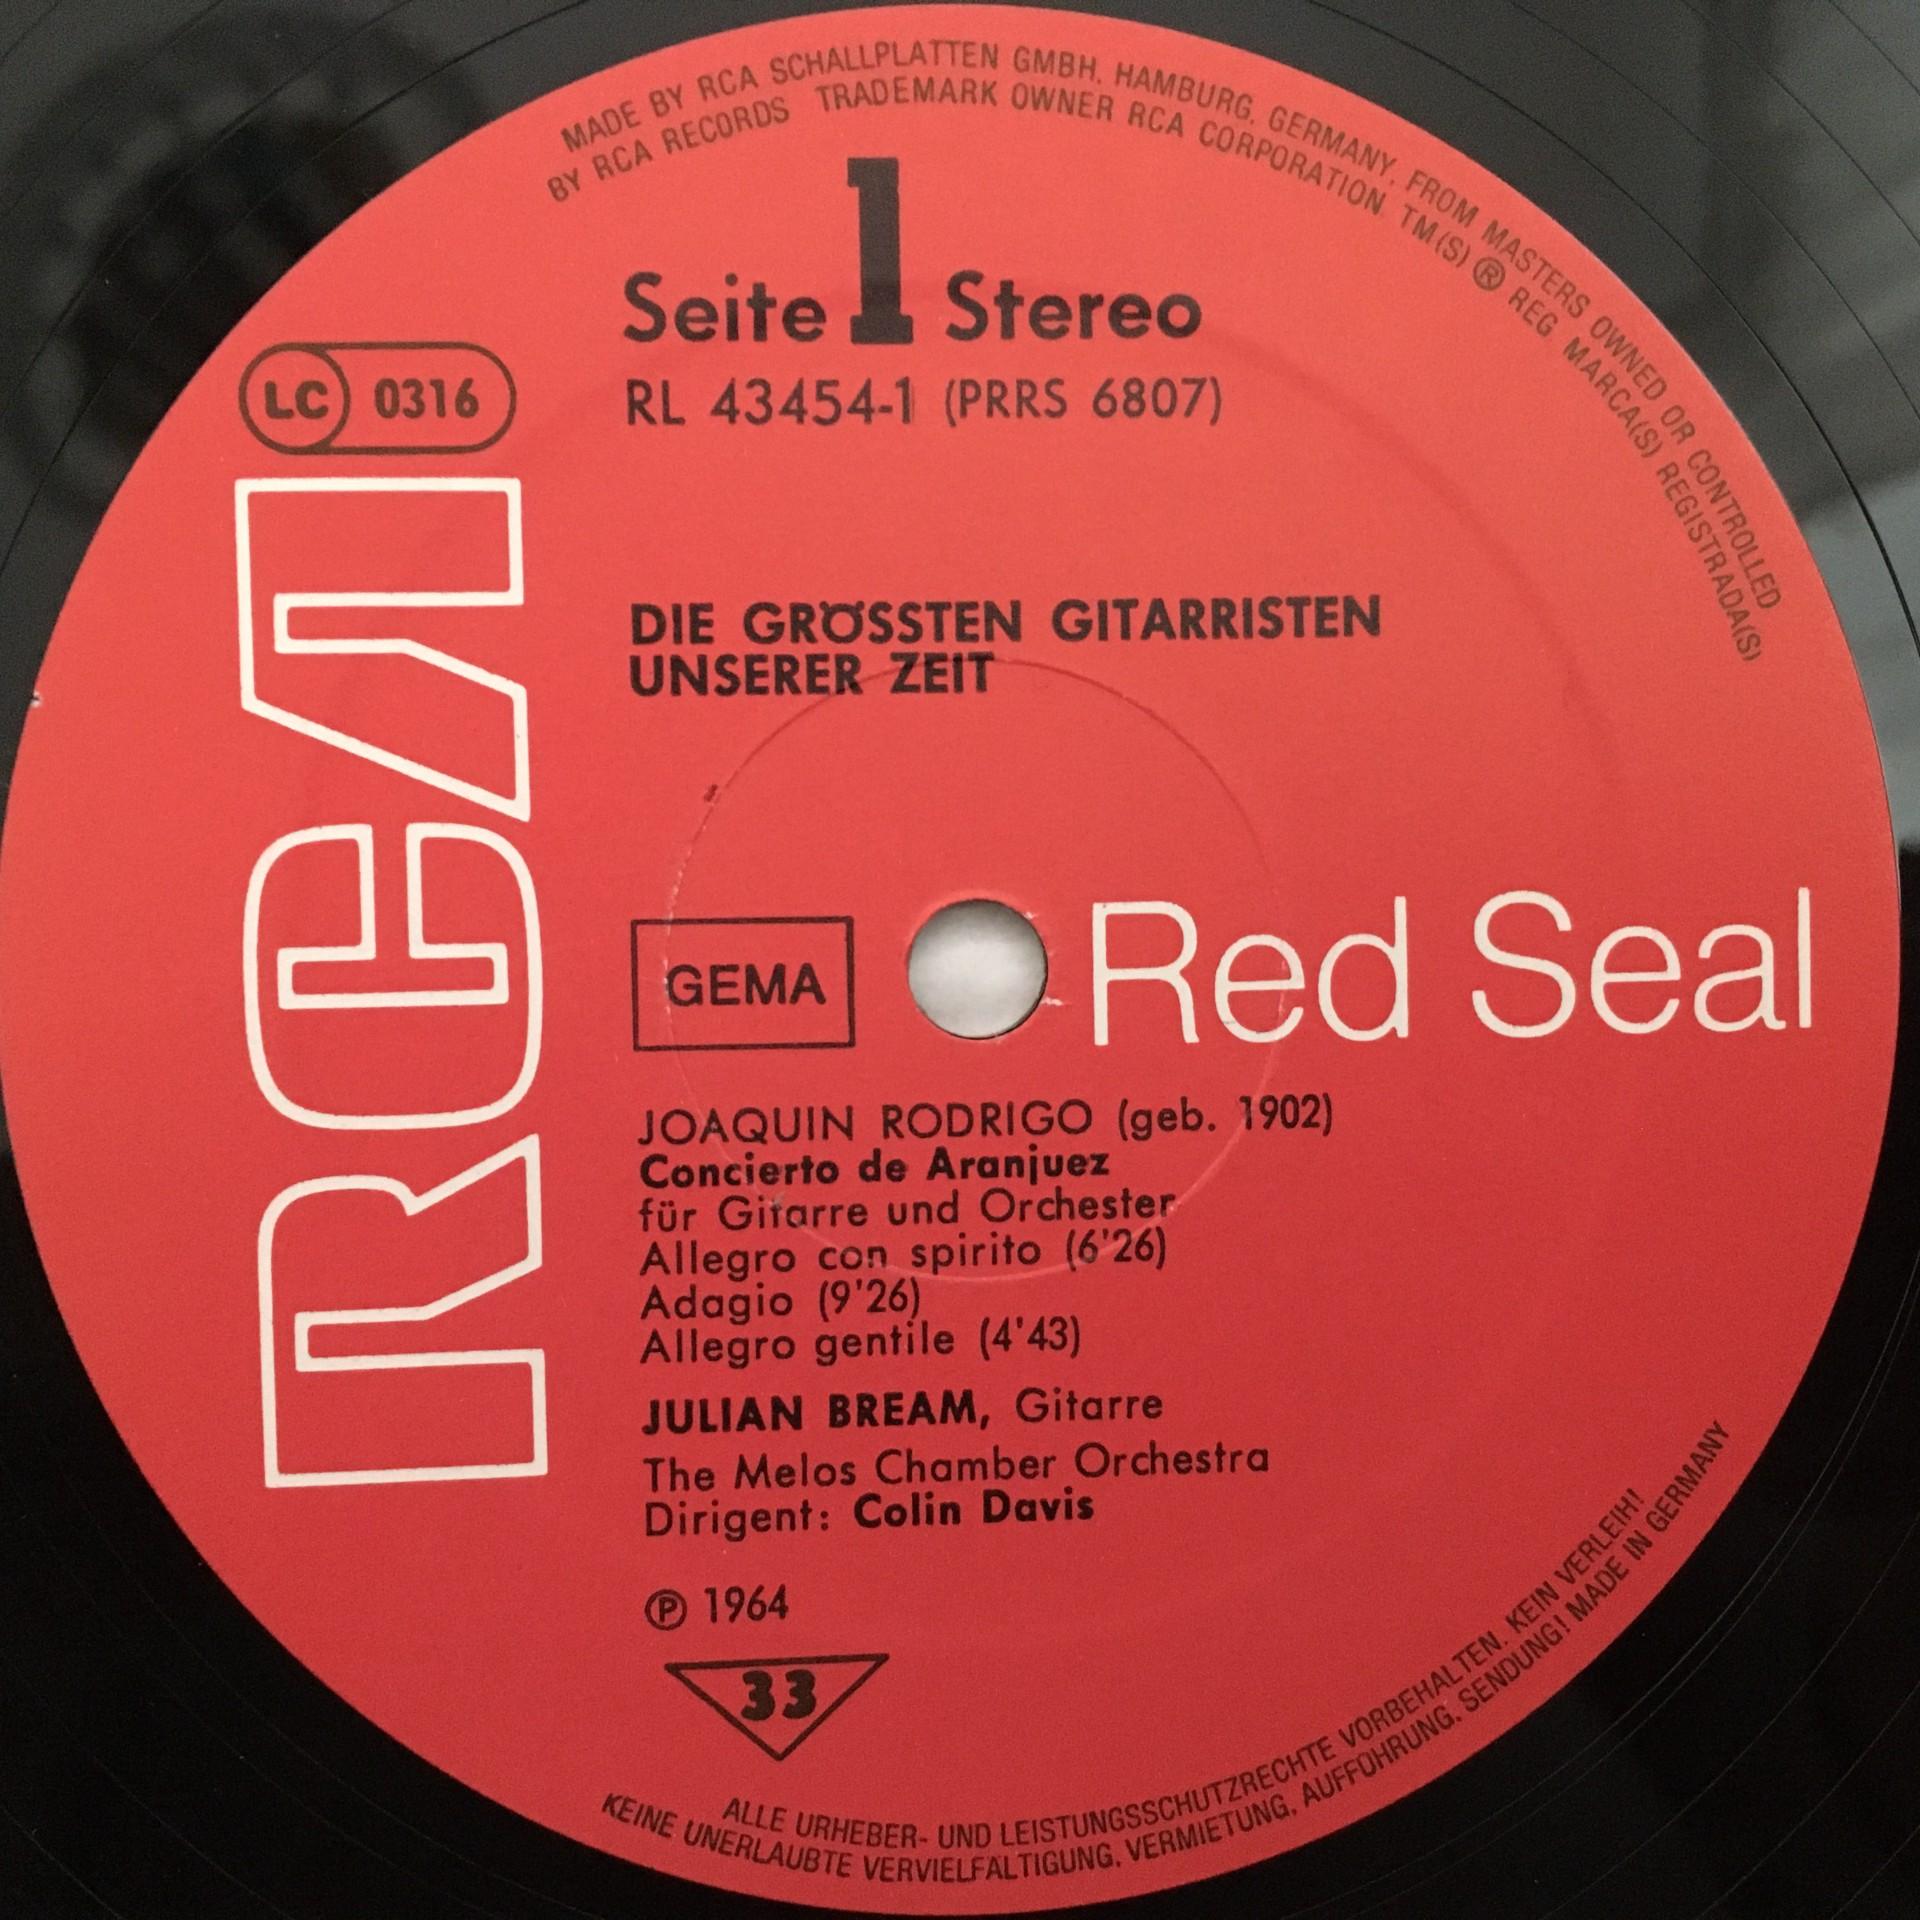 MADE BY RCA SCHALLPLATTEN GMBH, HAMBURG, GERMANY, FROM MASTERS OWNED OR CONTROLLED
BY RCA RECORDS TRADEMARK OWNER RCA CORPORATION. TM(S) ® REG. MARCA(S) REGISTRADA(S)
Seite 1 Stereo
LC 0316
RL 43454-1 (PRRS 6807)
RCA
DIE GRÖSSTEN GITARRISTEN
UNSERER ZEIT
GEMA
Red Seal
JOAQUIN RODRIGO (geb. 1902)
Concierto de Aranjuez
für Gitarre und Orchester
Allegro con spirito (6'26)
Adagio (9'26)
Allegro gentile (4'43)
JULIAN BREAM, Gitarre
The Melos Chamber Orchestra
Dirigent: Colin Davis
℗ 1964
33
ALLE URHEBER- UND LEISTUNGSSCHUTZRECHTE VORBEHALTEN. KEIN VERLEIH!
KEINE UNERLAUBTE VERVIELFÄLTIGUNG, VERMIETUNG, AUFFÜHRUNG, SENDUNG! MADE IN GERMANY